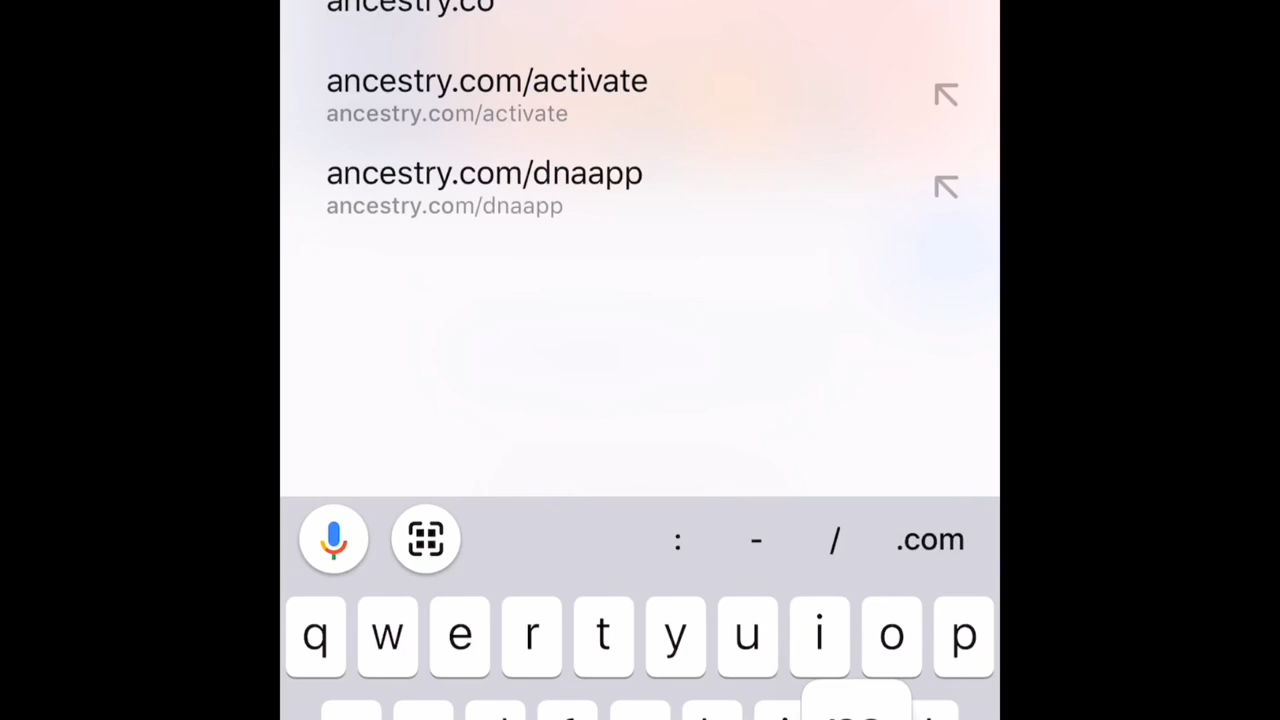 ancestry.co
ancestry.com/activate
ancestry.com/activate
ancestry.com/dnaapp
ancestry.com/dnaapp
: - / .com
q w e r t y u i o p